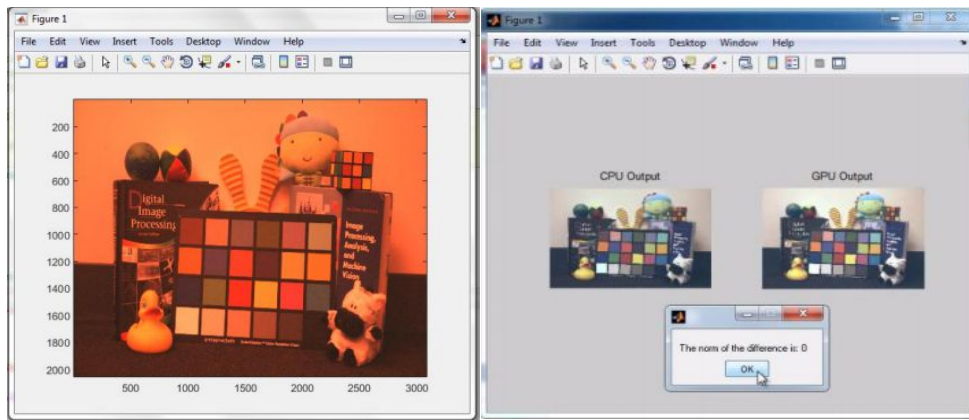 Figure 1
File Edit View Insert Tools Desktop Window Help
200
400
600
800
1000
1200
1400
1600
1800
2000
500 1000 1500 2000 2500 3000
Digital
Image
Processing
Image
Processing,
Analysis,
and
Machine
Vision
Figure 1
File Edit View Insert Tools Desktop Window Help
CPU Output
GPU Output
The norm of the difference is: 0
OK